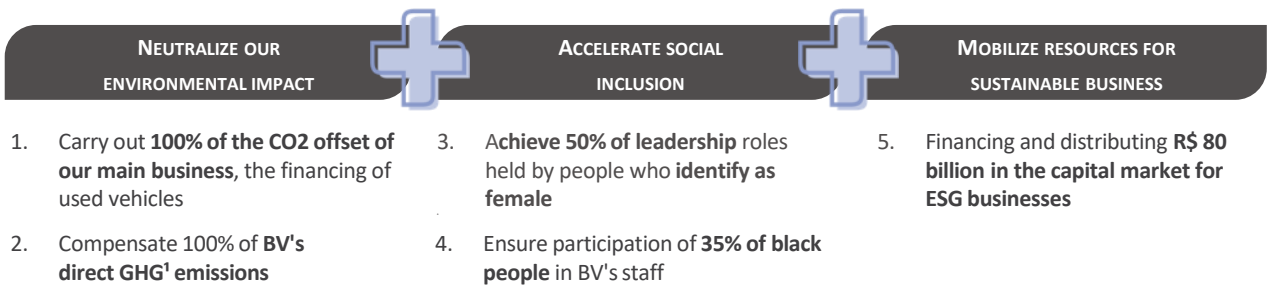 NEUTRALIZE OUR
ENVIRONMENTAL IMPACT
ACCELERATE SOCIAL
INCLUSION
MOBILIZE RESOURCES FOR
SUSTAINABLE BUSINESS
1. Carry out 100% of the CO2 offset of
our main business, the financing of
used vehicles
2. Compensate 100% of BV's
direct GHG¹ emissions
3. Achieve 50% of leadership roles
held by people who identify as
female
4. Ensure participation of 35% of black
people in BV's staff
5. Financing and distributing R$ 80
billion in the capital market for
ESG businesses